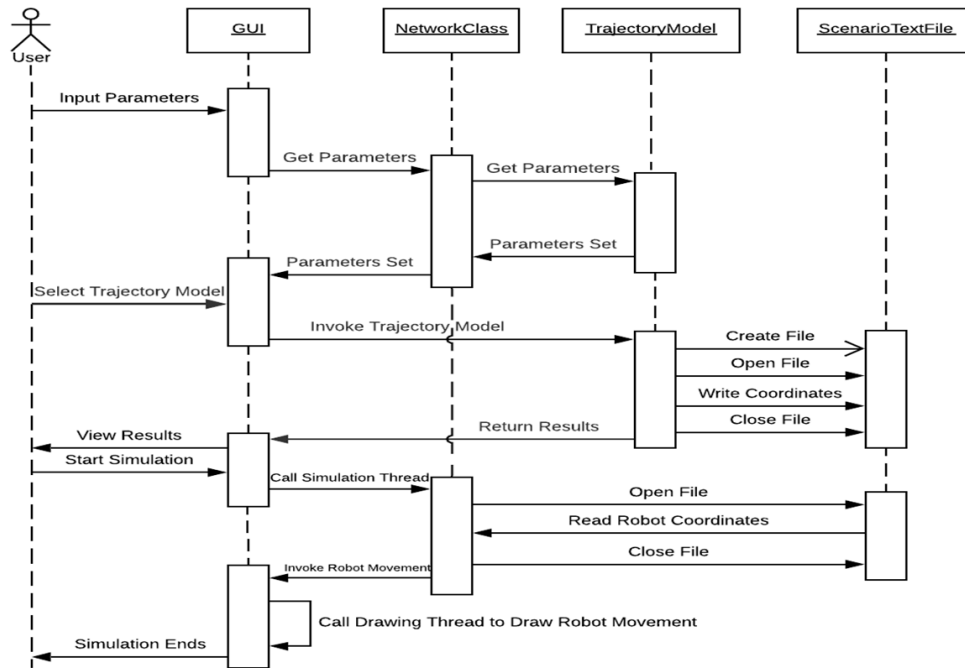 GUI
NetworkClass
TrajectoryModel
ScenarioTextFile
User
Input Parameters
Get Parameters
Get Parameters
Parameters Set
Parameters Set
Select Trajectory Model
Invoke Trajectory Model
Create File
Open File
Write Coordinates
Close File
Return Results
View Results
Start Simulation
Call Simulation Thread
Open File
Read Robot Coordinates
Close File
Invoke Robot Movement
Call Drawing Thread to Draw Robot Movement
Simulation Ends